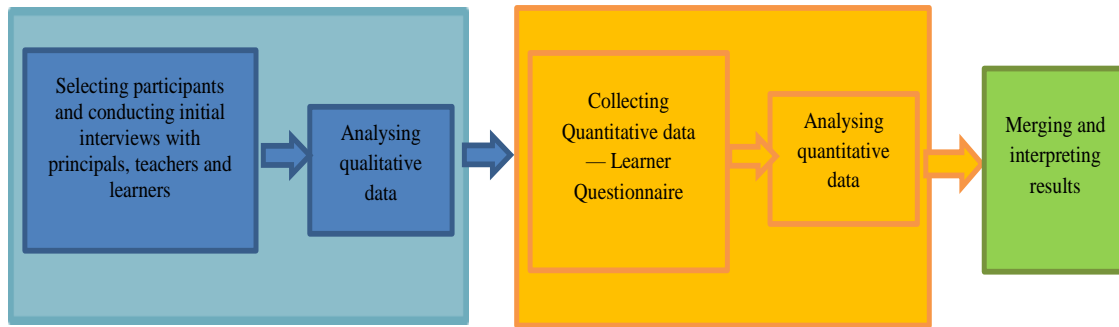 Selecting participants
and conducting initial
interviews with
principals, teachers and
learners
Analysing
qualitative
data
Collecting
Quantitative data
— Learner
Questionnaire
Analysing
quantitative
data
Merging and
interpreting
results